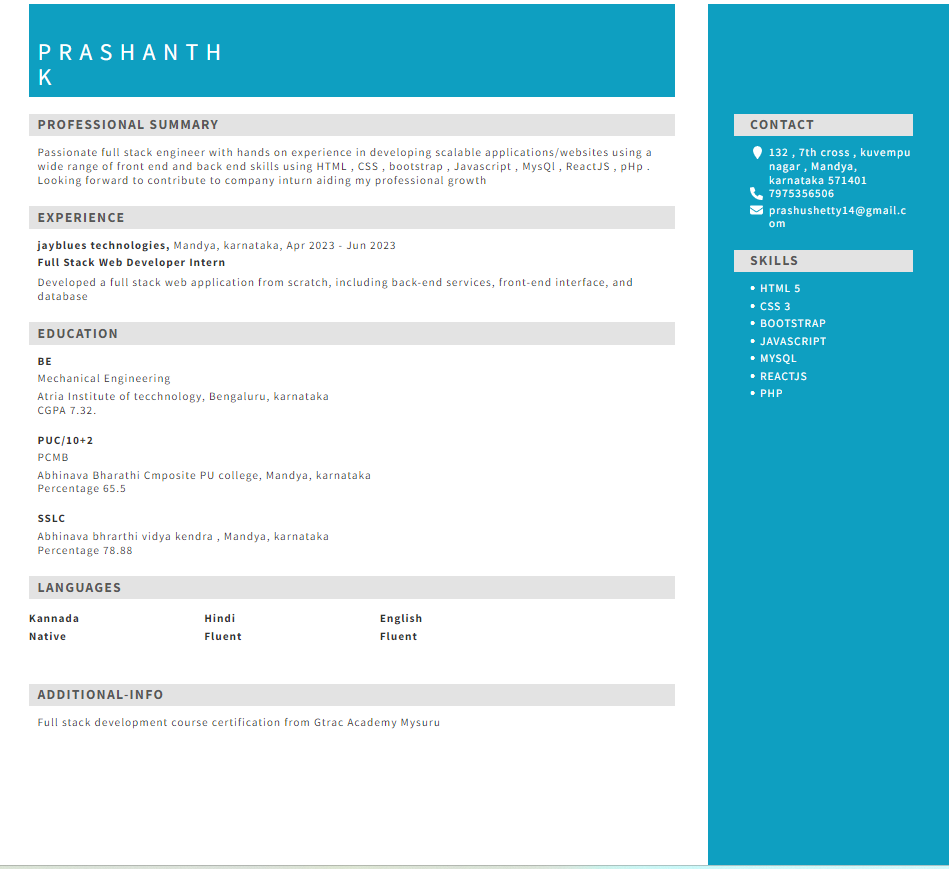 PRASHANTH
K
PROFESSIONAL SUMMARY
Passionate full stack engineer with hands on experience in developing scalable applications/websites using a
wide range of front end and back end skills using HTML , CSS , bootstrap , Javascript , MysQl , ReactJS , pHp .
Looking forward to contribute to company inturn aiding my professional growth
EXPERIENCE
jayblues technologies, Mandya, karnataka, Apr 2023 - Jun 2023
Full Stack Web Developer Intern
Developed a full stack web application from scratch, including back-end services, front-end interface, and
database
EDUCATION
BE
Mechanical Engineering
Atria Institute of tecchnology, Bengaluru, karnataka
CGPA 7.32.
PUC/10+2
PCMB
Abhinava Bharathi Cmposite PU college, Mandya, karnataka
Percentage 65.5
SSLC
Abhinava bhrarthi vidya kendra , Mandya, karnataka
Percentage 78.88
LANGUAGES
Kannada Hindi English
Native Fluent Fluent
ADDITIONAL-INFO
Full stack development course certification from Gtrac Academy Mysuru
CONTACT
132 , 7th cross , kuvempu
nagar , Mandya,
karnataka 571401
7975356506
prashushetty14@gmail.c
om
SKILLS
• HTML 5
• CSS 3
• BOOTSTRAP
• JAVASCRIPT
• MYSQL
• REACTJS
• PHP